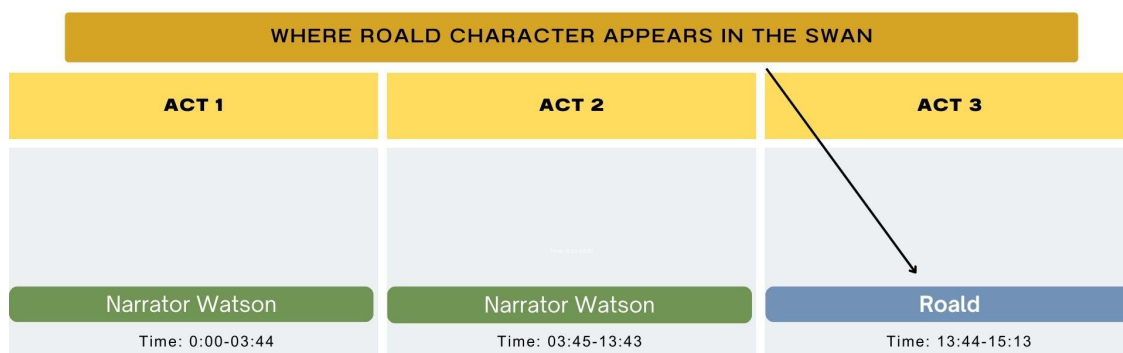 WHERE ROALD CHARACTER APPEARS IN THE SWAN
ACT 1
ACT 2
ACT 3
Narrator Watson
Narrator Watson
Roald
Time: 0:00-03:44
Time: 03:45-13:43
Time: 13:44-15:13